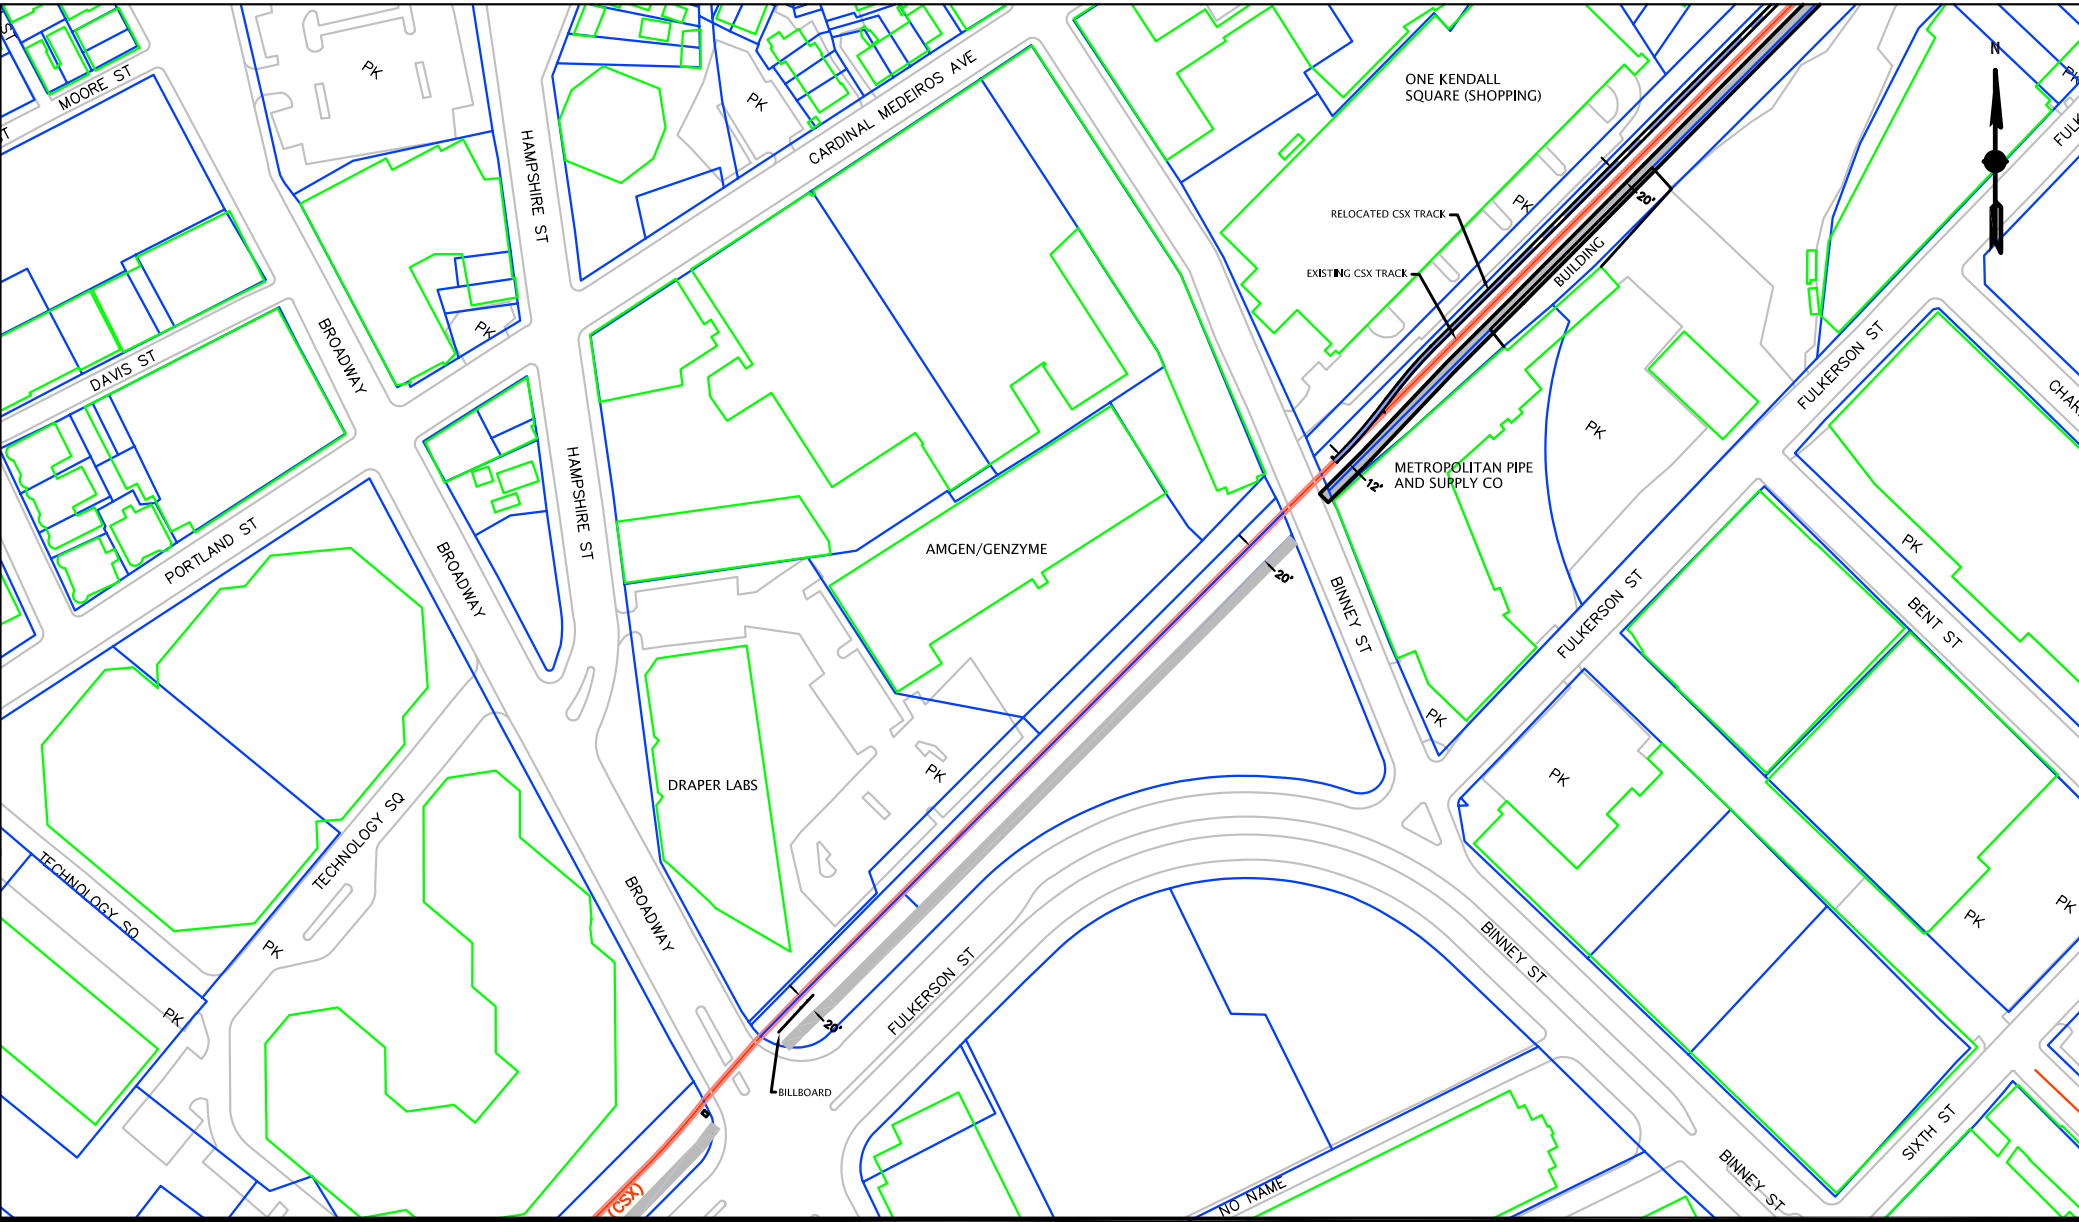 ST
MOORE ST
PK
PK
HAMPSHIRE ST
CARDINAL MEDEIROS AVE
ONE KENDALL
SQUARE (SHOPPING)
N
PK
PK
RELOCATED CSX TRACK
20'
EXISTING CSX TRACK
BUILDING
BROADWAY
PK
DAVIS ST
FULKERSON ST
PK
METROPOLITAN PIPE
AND SUPPLY CO
12'
HAMPSHIRE ST
PORTLAND ST
BROADWAY
AMGEN/GENZYME
20'
BINNEY ST
FULKERSON ST
PK
BENT ST
PK
DRAPER LABS
PK
PK
TECHNOLOGY SQ
TECHNOLOGY SQ
BROADWAY
PK
PK
PK
PK
BINNEY ST
FULKERSON ST
20'
BILLBOARD
SIXTH ST
BINNEY ST
NO NAME
(CSX)